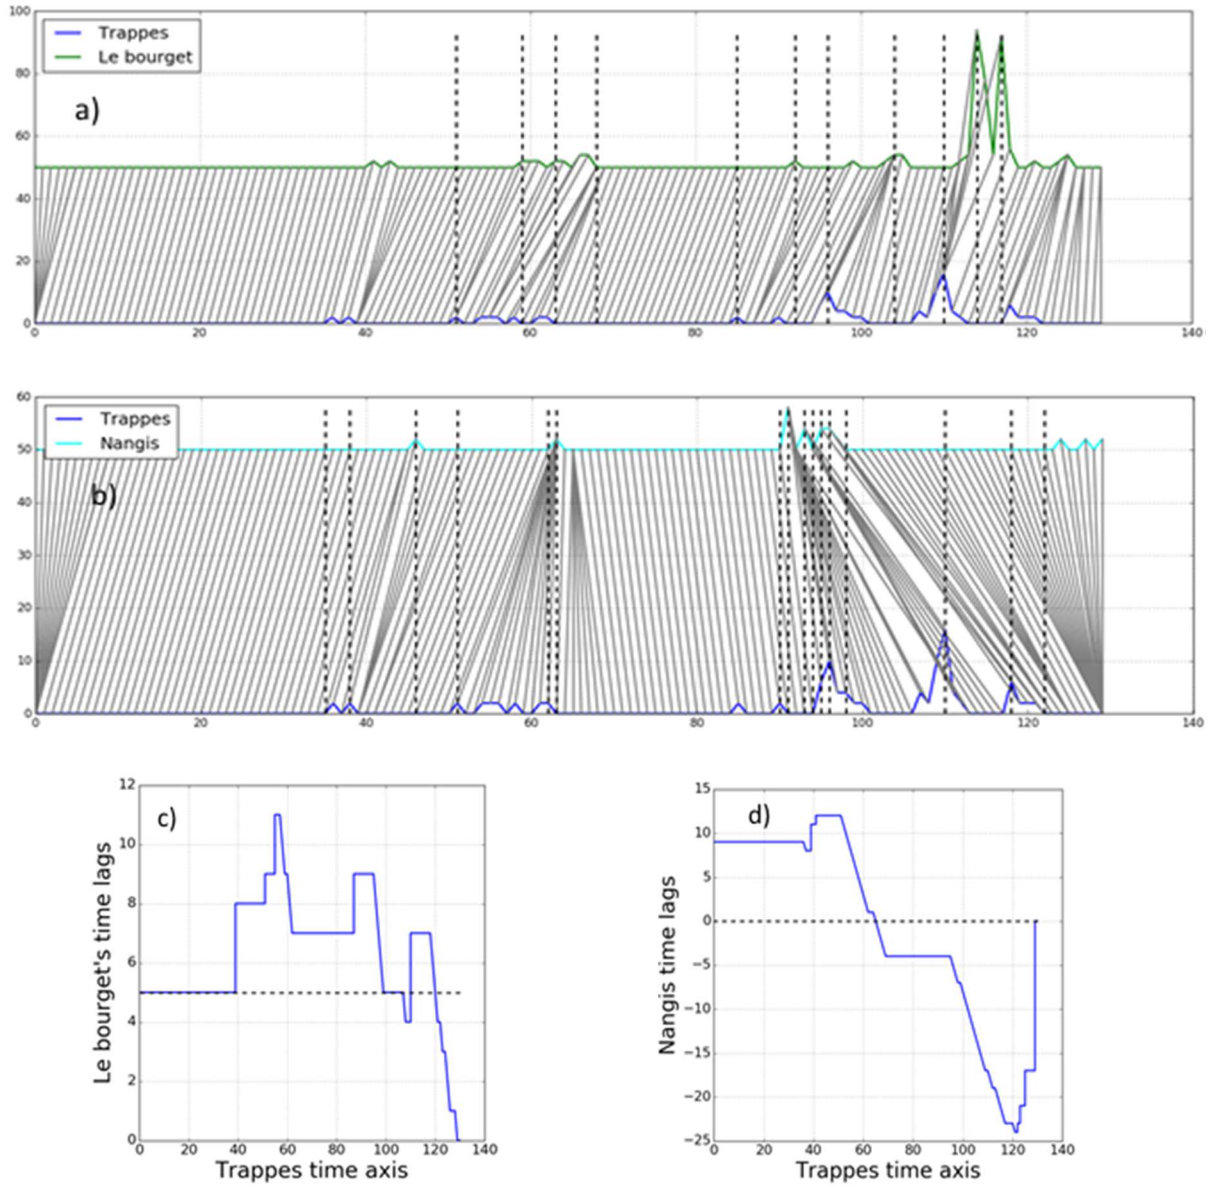 100
80
60
40
20
0
Trappes
Le bourget
a)
0 20 40 60 80 100 120 140
60
50
40
30
20
10
0
Trappes
Nangis
b)
0 20 40 60 80 100 120 140
12
10
8
6
4
2
0
c)
Le bourget's time lags
0 20 40 60 80 100 120 140
Trappes time axis
15
10
5
0
−5
−10
−15
−20
−25
d)
Nangis time lags
0 20 40 60 80 100 120 140
Trappes time axis